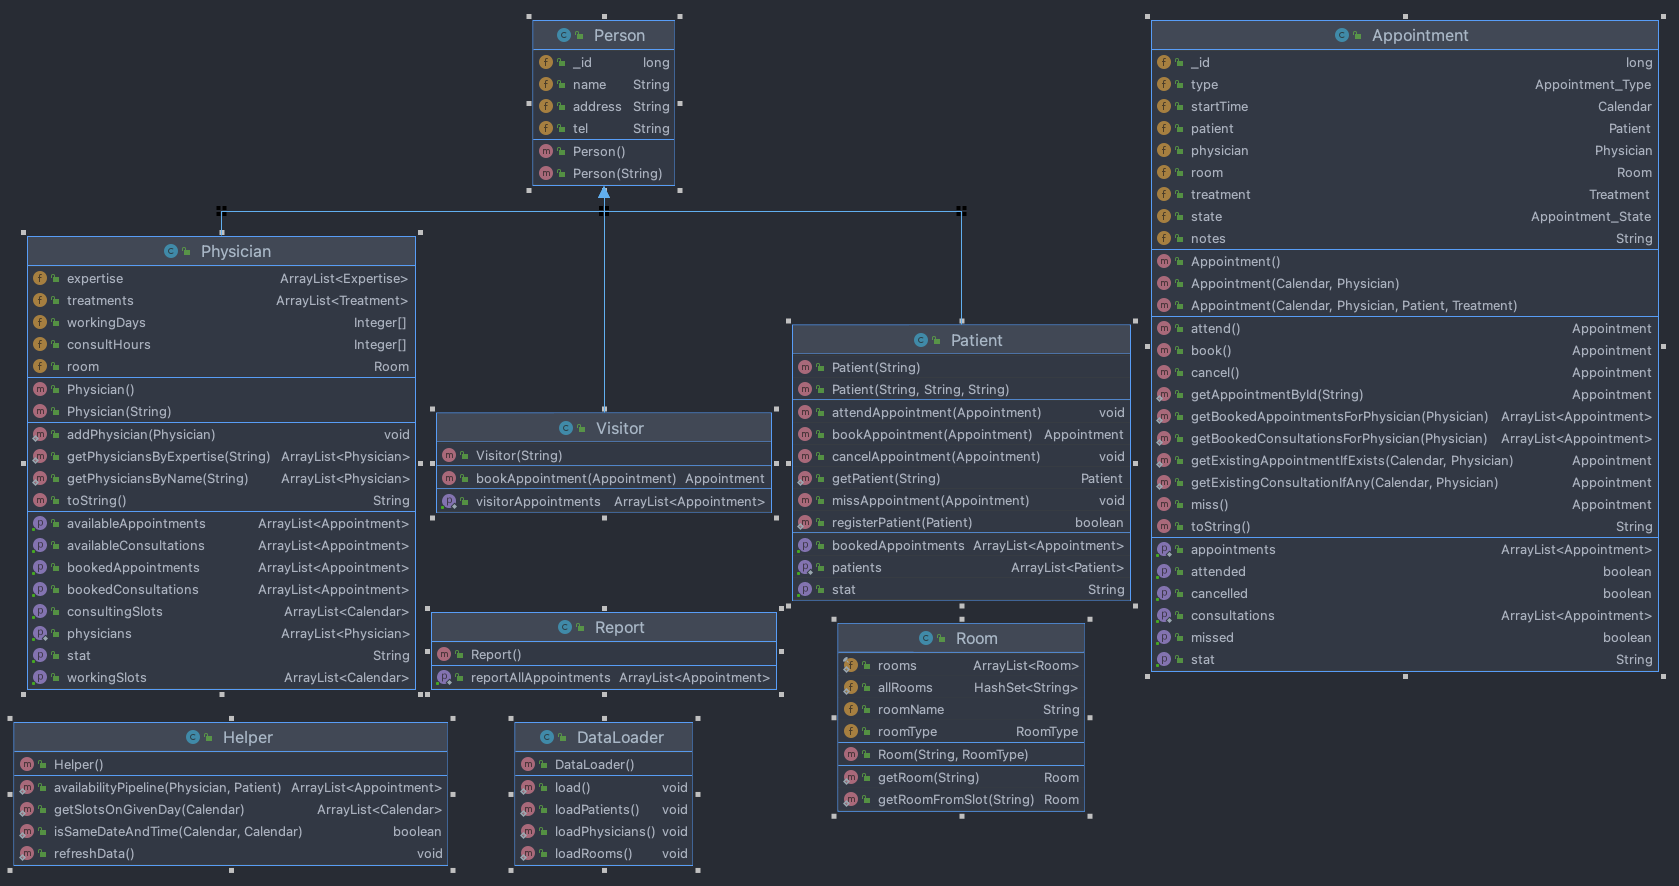 Person
_id long
name String
address String
tel String
Person()
Person(String)
Appointment
_id long
type Appointment_Type
startTime Calendar
patient Patient
physician Physician
room Room
treatment Treatment
state Appointment_State
notes String
Appointment()
Appointment(Calendar, Physician)
Appointment(Calendar, Physician, Patient, Treatment)
attend() Appointment
book() Appointment
cancel() Appointment
getAppointmentById(String) Appointment
getBookedAppointmentsForPhysician(Physician) ArrayList<Appointment>
getBookedConsultationsForPhysician(Physician) ArrayList<Appointment>
getExistingAppointmentIfExists(Calendar, Physician) Appointment
getExistingConsultationIfAny(Calendar, Physician) Appointment
miss() Appointment
toString() String
appointments ArrayList<Appointment>
attended boolean
cancelled boolean
consultations ArrayList<Appointment>
missed boolean
stat String
Physician
expertise ArrayList<Expertise>
treatments ArrayList<Treatment>
workingDays Integer[]
consultHours Integer[]
room Room
Physician()
Physician(String)
addPhysician(Physician) void
getPhysiciansByExpertise(String) ArrayList<Physician>
getPhysiciansByName(String) ArrayList<Physician>
toString() String
availableAppointments ArrayList<Appointment>
availableConsultations ArrayList<Appointment>
bookedAppointments ArrayList<Appointment>
bookedConsultations ArrayList<Appointment>
consultingSlots ArrayList<Calendar>
physicians ArrayList<Physician>
stat String
workingSlots ArrayList<Calendar>
Visitor
Visitor(String)
bookAppointment(Appointment) Appointment
visitorAppointments ArrayList<Appointment>
Patient
Patient(String)
Patient(String, String, String)
attendAppointment(Appointment) void
bookAppointment(Appointment) Appointment
cancelAppointment(Appointment) void
getPatient(String) Patient
missAppointment(Appointment) void
registerPatient(Patient) boolean
bookedAppointments ArrayList<Appointment>
patients ArrayList<Patient>
stat String
Report
Report()
reportAllAppointments ArrayList<Appointment>
Room
rooms ArrayList<Room>
allRooms HashSet<String>
roomName String
roomType RoomType
Room(String, RoomType)
getRoom(String) Room
getRoomFromSlot(String) Room
Helper
Helper()
availabilityPipeline(Physician, Patient) ArrayList<Appointment>
getSlotsOnGivenDay(Calendar) ArrayList<Calendar>
isSameDateAndTime(Calendar, Calendar) boolean
refreshData() void
DataLoader
DataLoader()
load() void
loadPatients() void
loadPhysicians() void
loadRooms() void